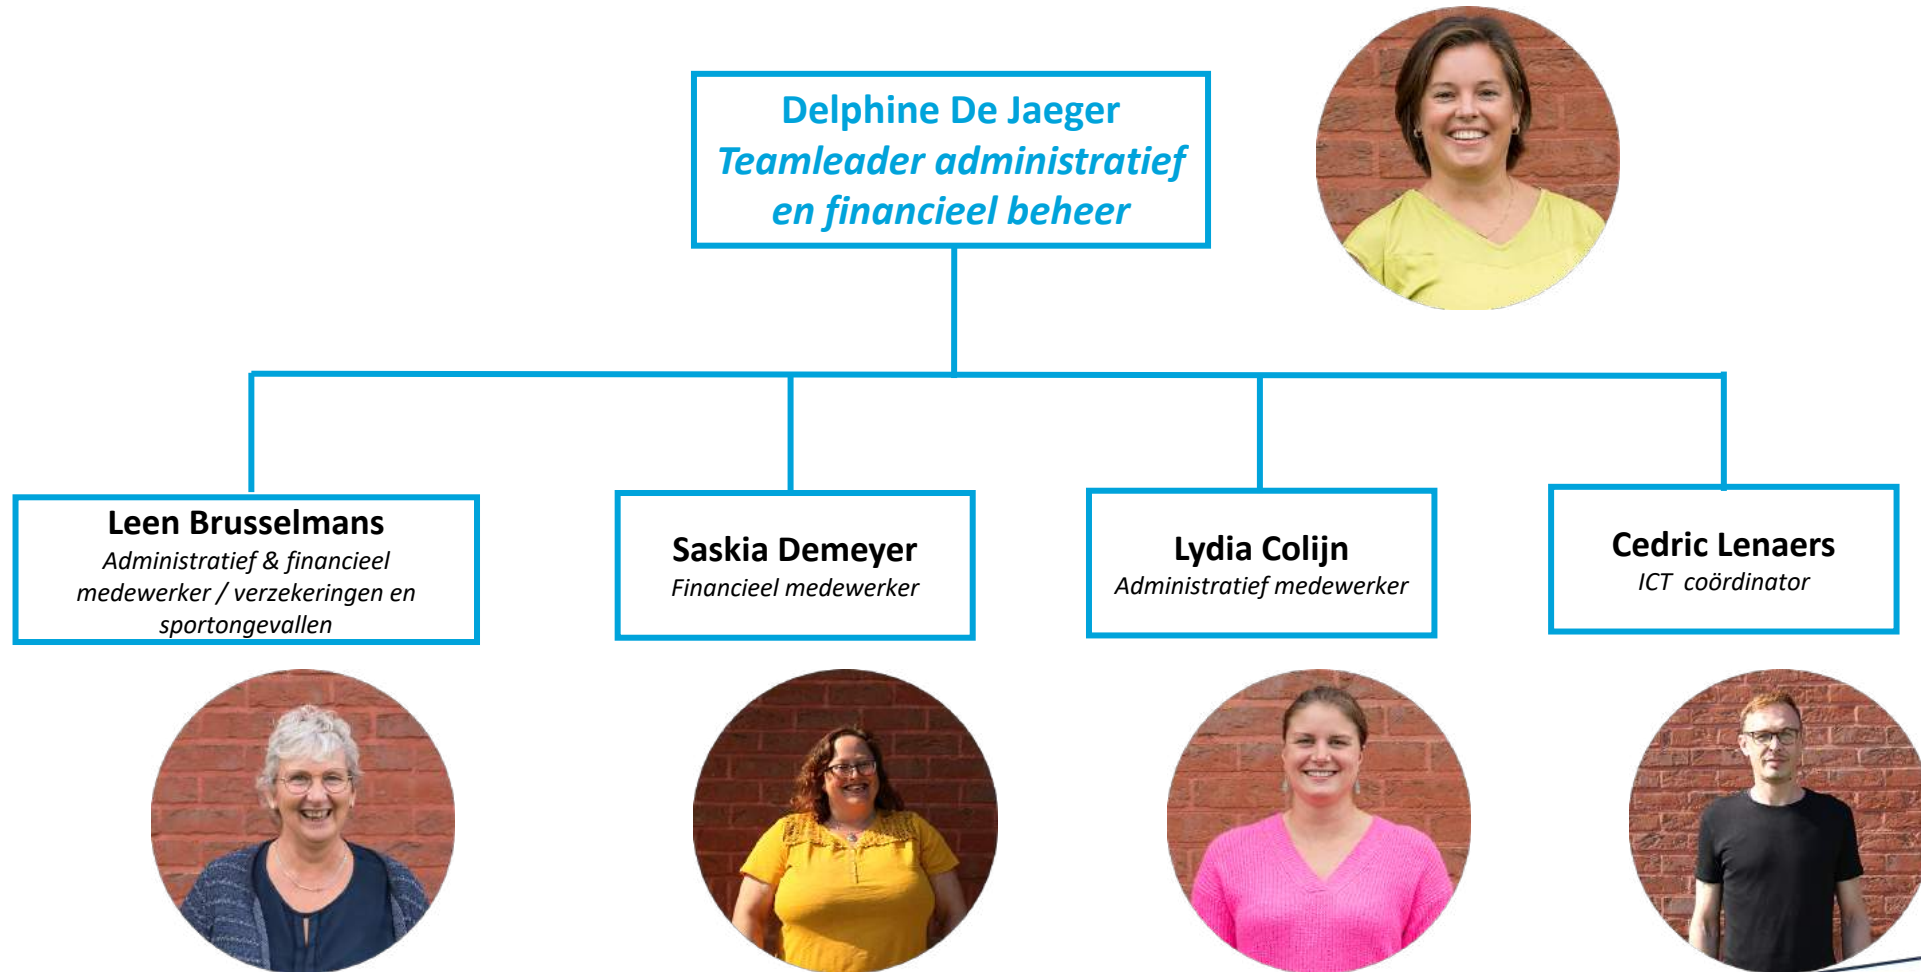 Delphine De Jaeger
Teamleader administratief
en financieel beheer
Leen Brusselmans
Administratief & financieel
medewerker / verzekeringen en
sportongevallen
Saskia Demeyer
Financieel medewerker
Lydia Colijn
Administratief medewerker
Cedric Lenaers
ICT coördinator